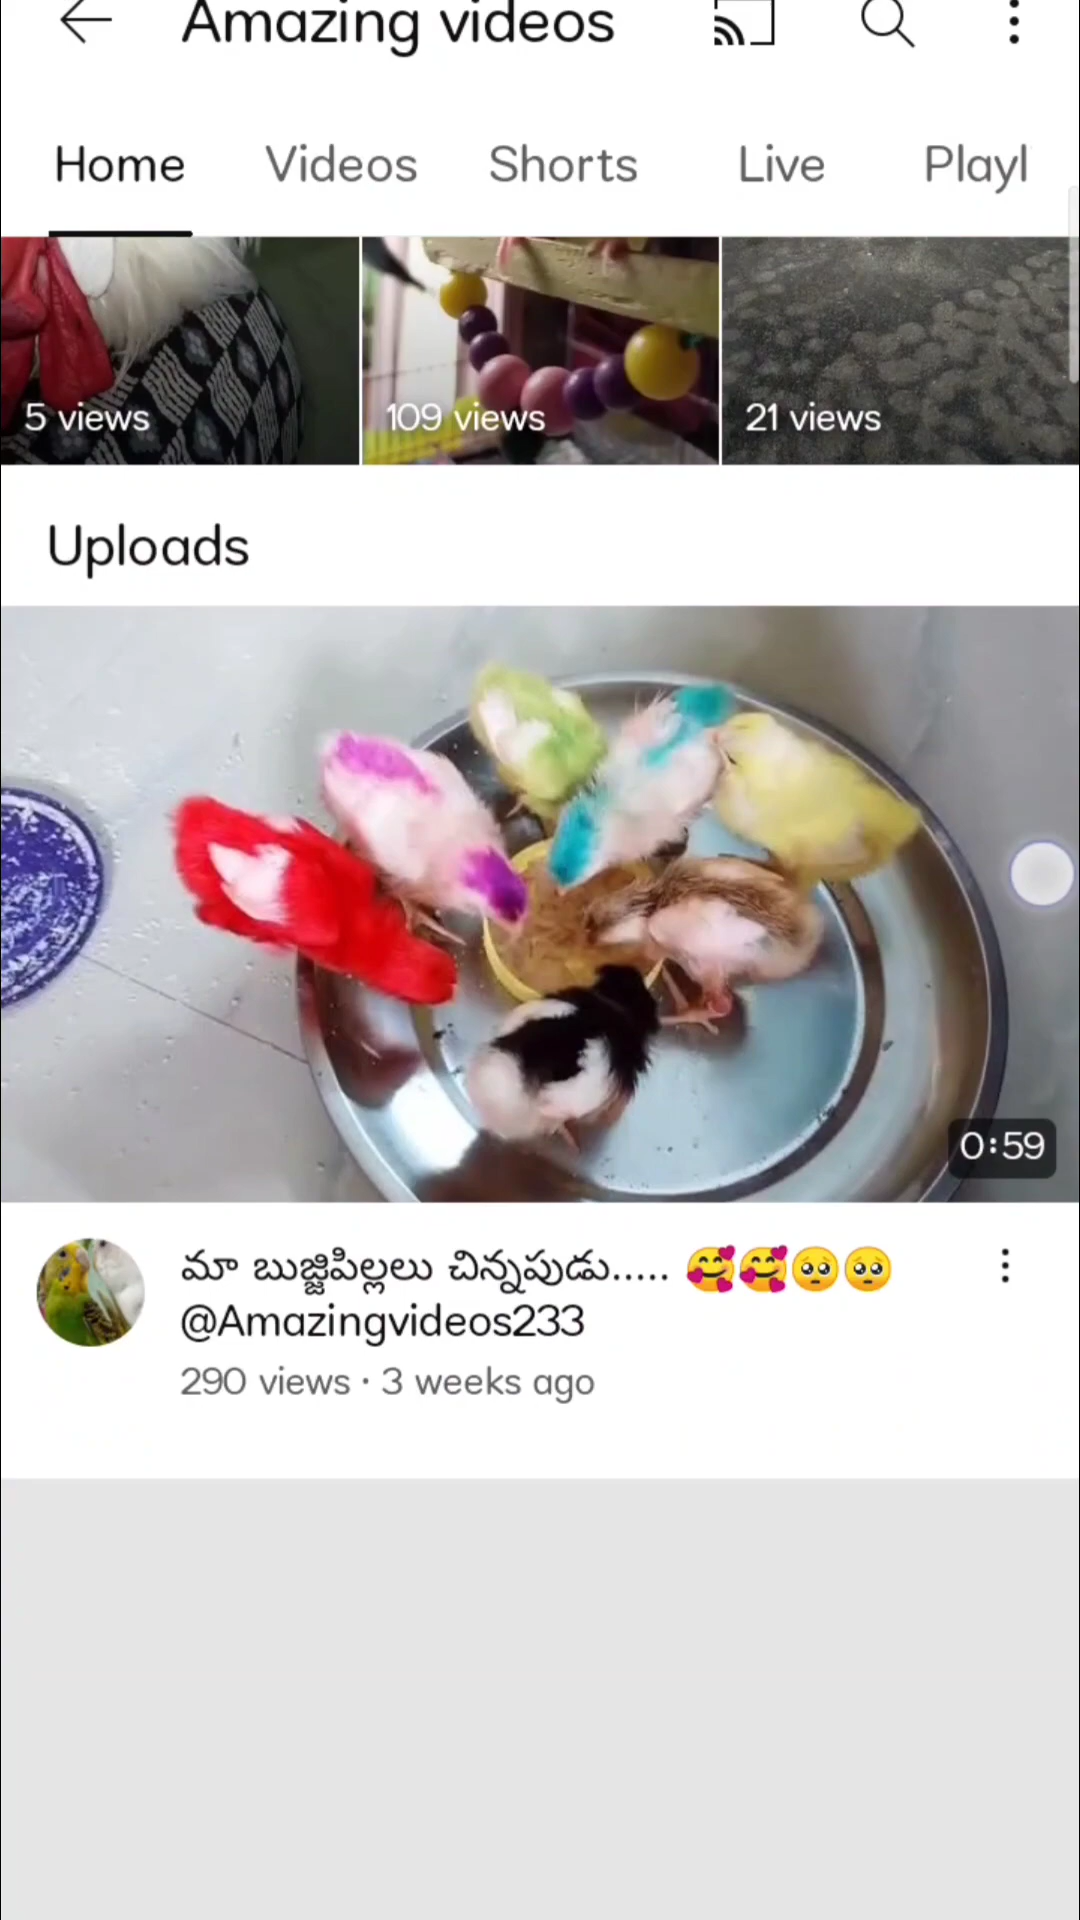 Amazing videos
Home Videos Shorts Live Playl
5 views 109 views 21 views
Uploads
0:59
మా బుజ్జిపిల్లలు చిన్నపుడు..... 🥰🥰🥺🥺
@Amazingvideos233
290 views · 3 weeks ago